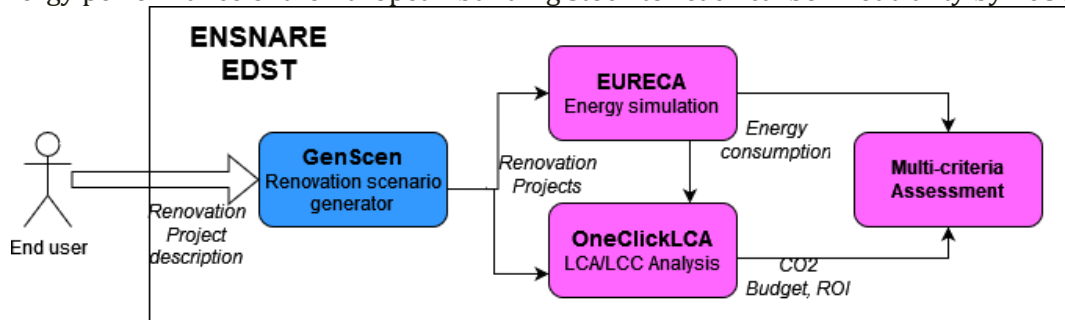 ENSNARE
EDST
EURECA
Energy simulation
GenScen
Renovation scenario
generator
Renovation
Projects
Energy
consumption
Multi-criteria
Assessment
End user
Renovation
Project
description
OneClickLCA
LCA/LCC Analysis
CO2
Budget, ROI